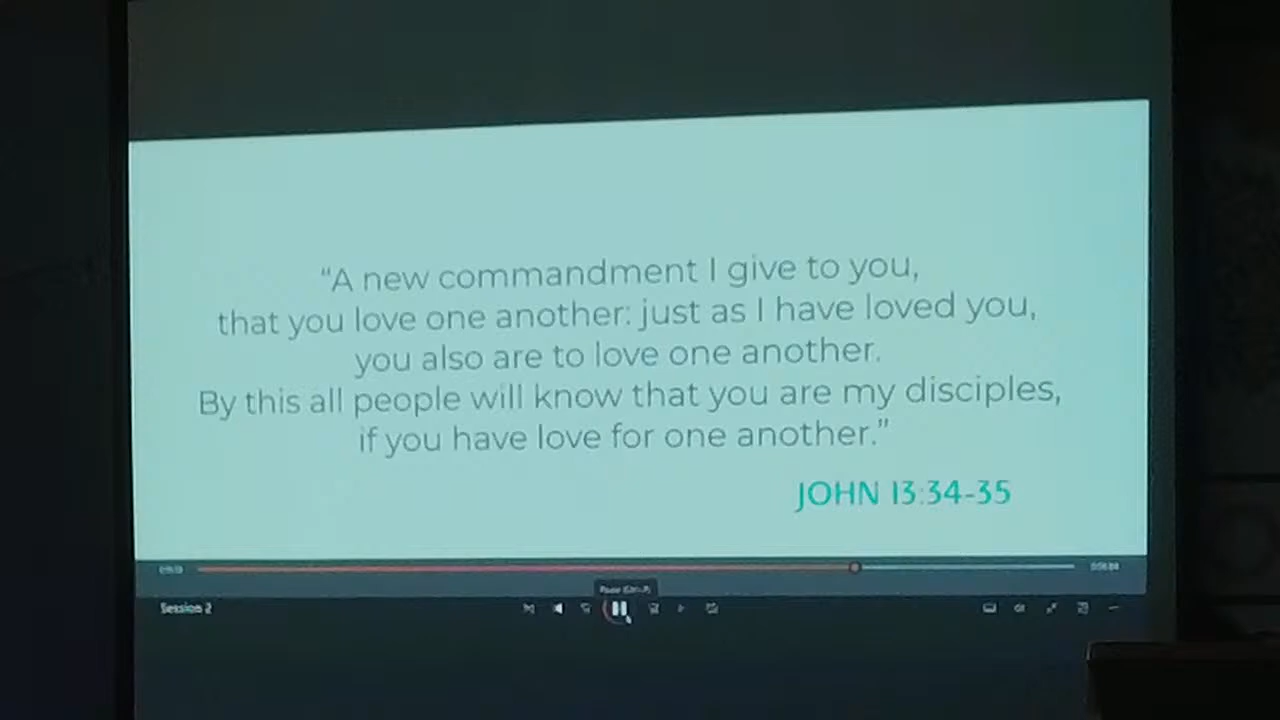 “A new commandment I give to you,
that you love one another: just as I have loved you,
you also are to love one another.
By this all people will know that you are my disciples,
if you have love for one another.”
JOHN 13:34-35
Session 2